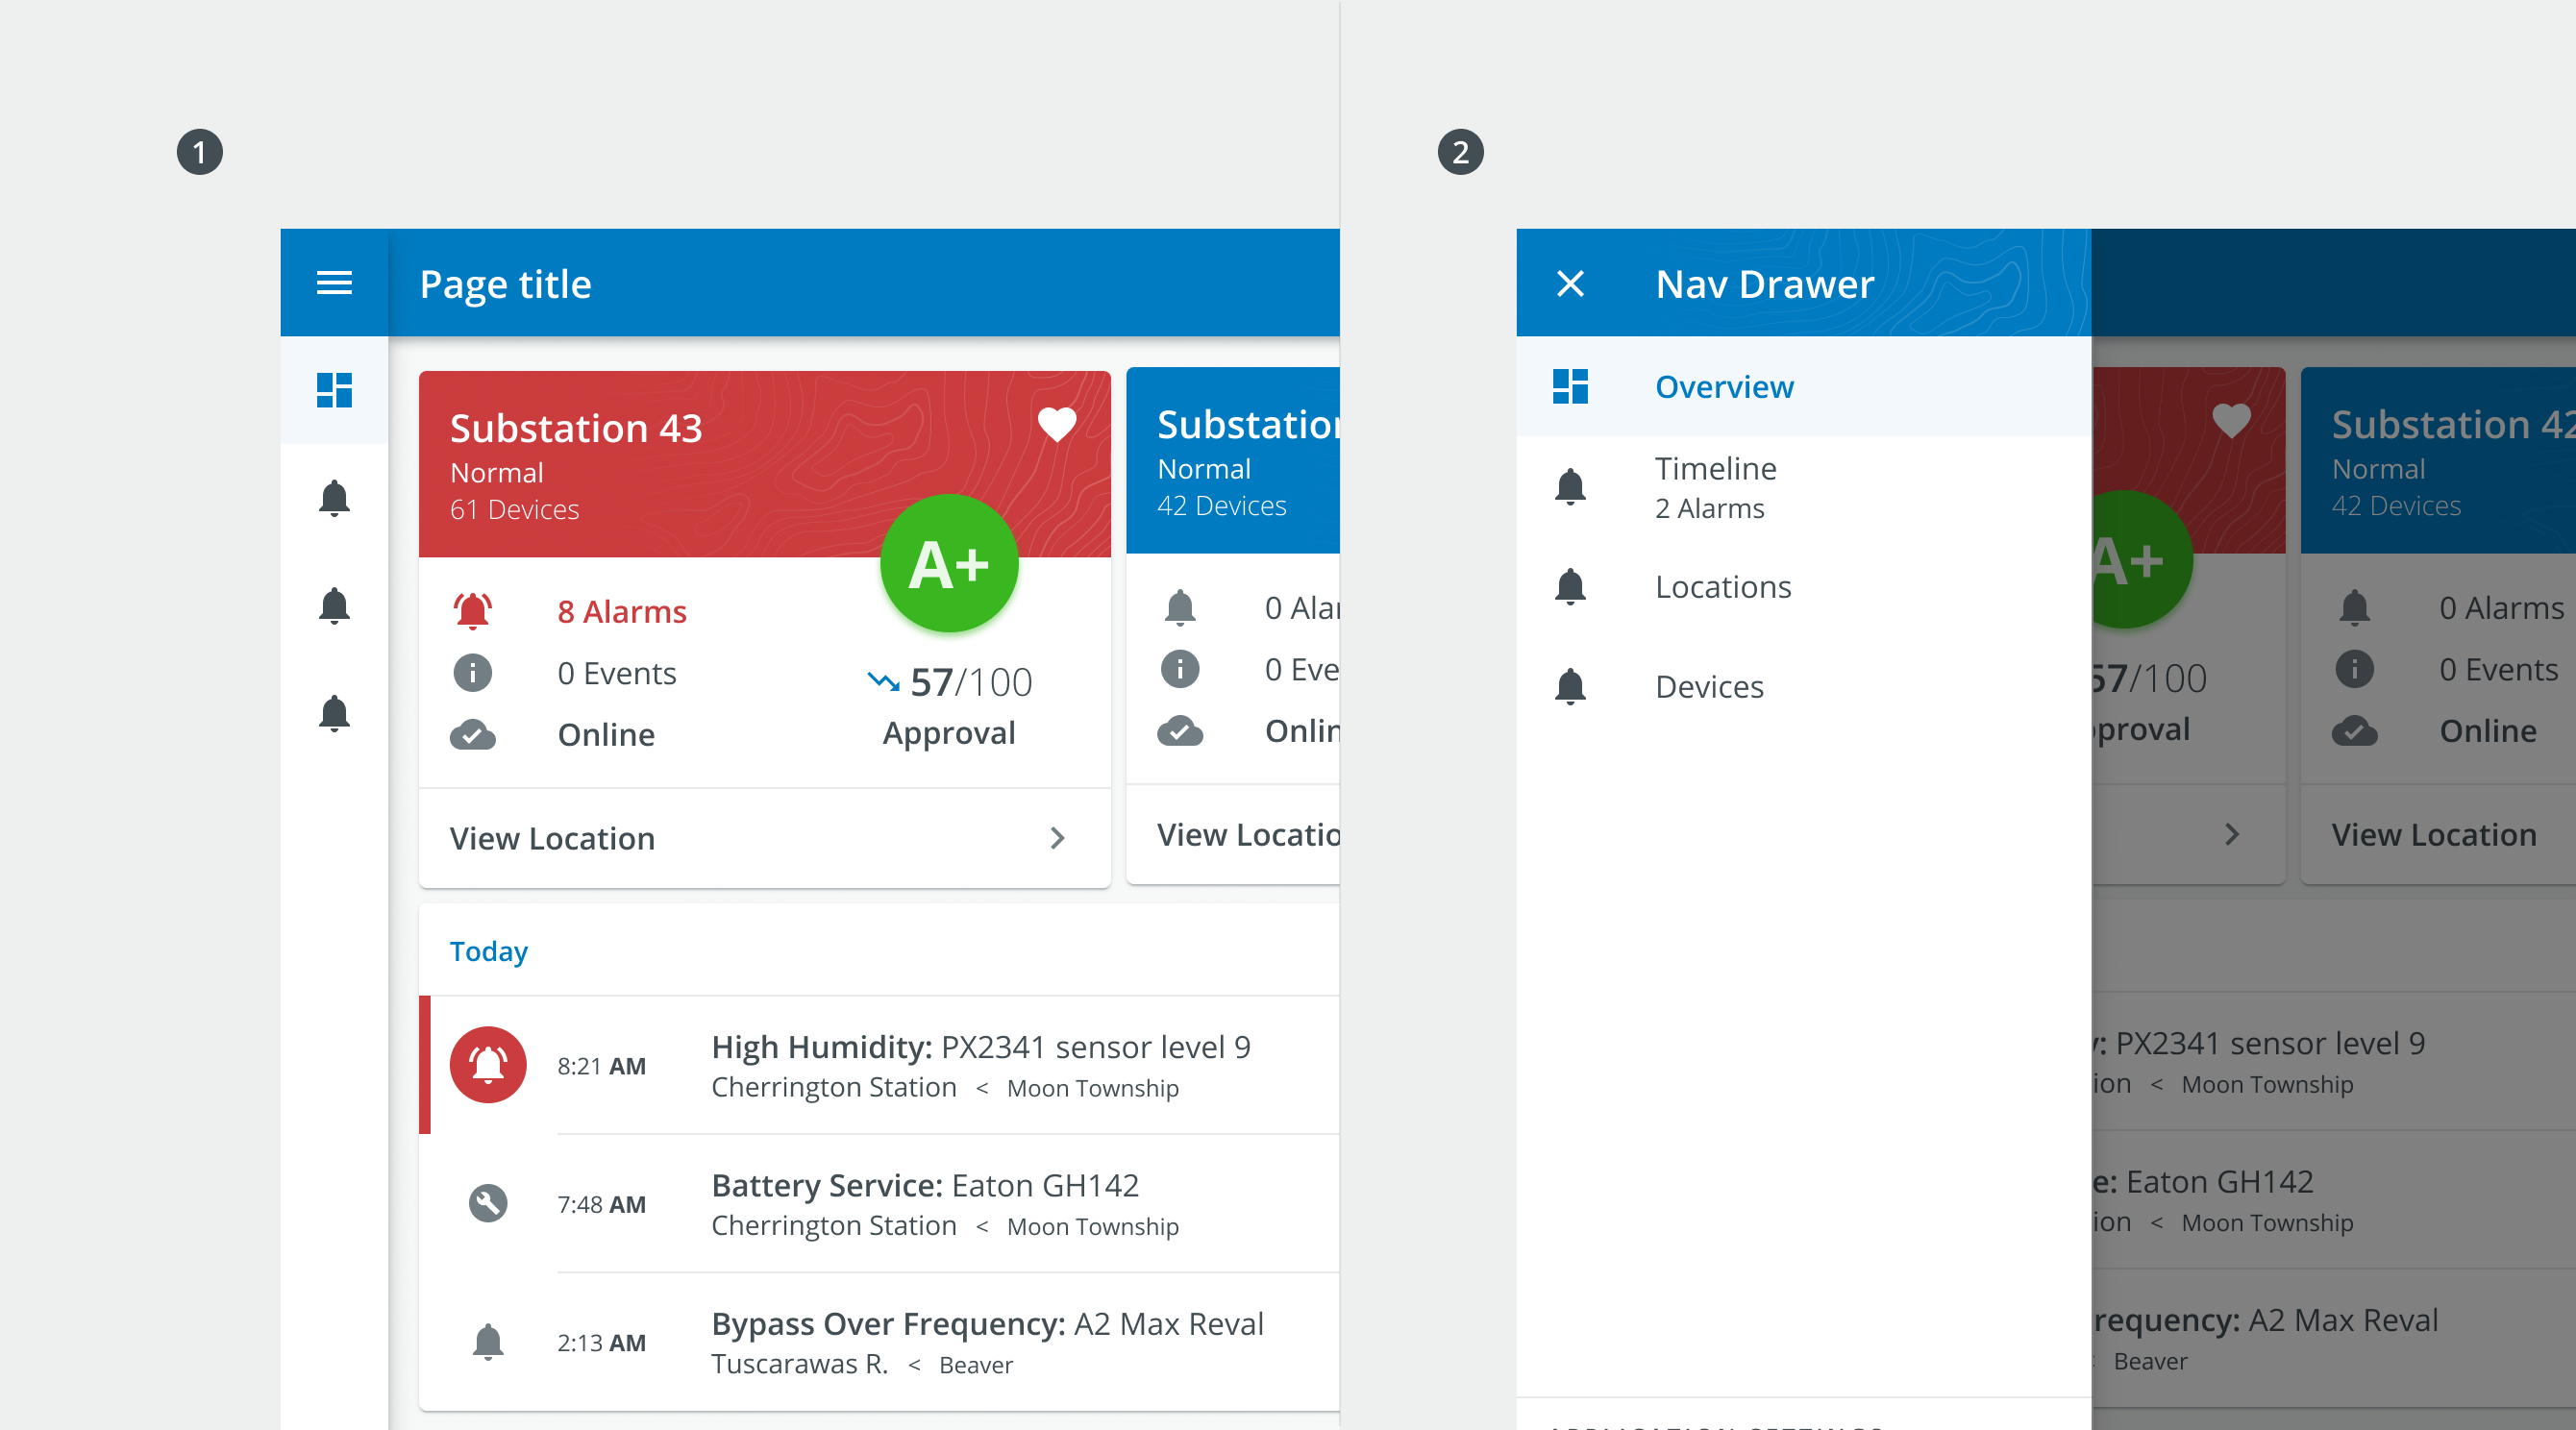 1
Page title
Substation 43
Normal
61 Devices
A+
8 Alarms
0 Events
57/100
Online
Approval
View Location
Substation
Normal
42 Devices
0 Alar
0 Eve
Onlin
View Locatio
Today
8:21 AM
High Humidity: PX2341 sensor level 9
Cherrington Station < Moon Township
7:48 AM
Battery Service: Eaton GH142
Cherrington Station < Moon Township
2:13 AM
Bypass Over Frequency: A2 Max Reval
Tuscarawas R. < Beaver
2
Nav Drawer
Overview
Timeline
2 Alarms
Locations
Devices
APPLICATION SETTINGS
A+
57/100
pproval
Substation 42
Normal
42 Devices
0 Alarms
0 Events
Online
View Location
y: PX2341 sensor level 9
ion < Moon Township
e: Eaton GH142
ion < Moon Township
requency: A2 Max Reval
< Beaver